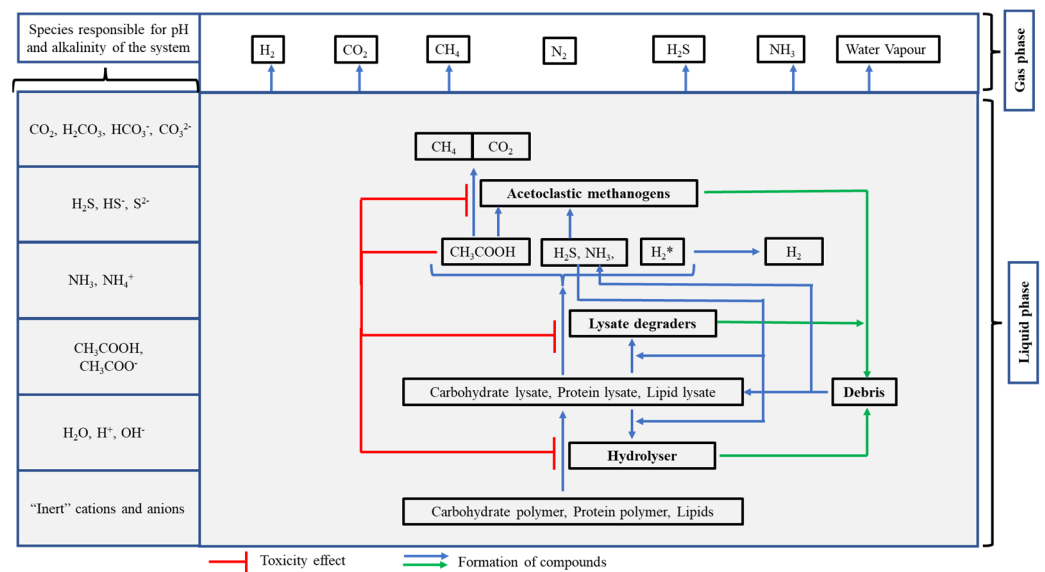 Species responsible for pH
and alkalinity of the system
H₂
CO₂
CH₄
N₂
H₂S
NH₃
Water Vapour
Gas phase
CO₂, H₂CO₃, HCO₃⁻, CO₃²⁻
H₂S, HS⁻, S²⁻
NH₃, NH₄⁺
CH₃COOH,
CH₃COO⁻
H₂O, H⁺, OH⁻
“Inert” cations and anions
CH₄
CO₂
Acetoclastic methanogens
CH₃COOH
H₂S, NH₃,
H₂*
H₂
Lysate degraders
Carbohydrate lysate, Protein lysate, Lipid lysate
Debris
Hydrolyser
Carbohydrate polymer, Protein polymer, Lipids
Liquid phase
Toxicity effect
Formation of compounds